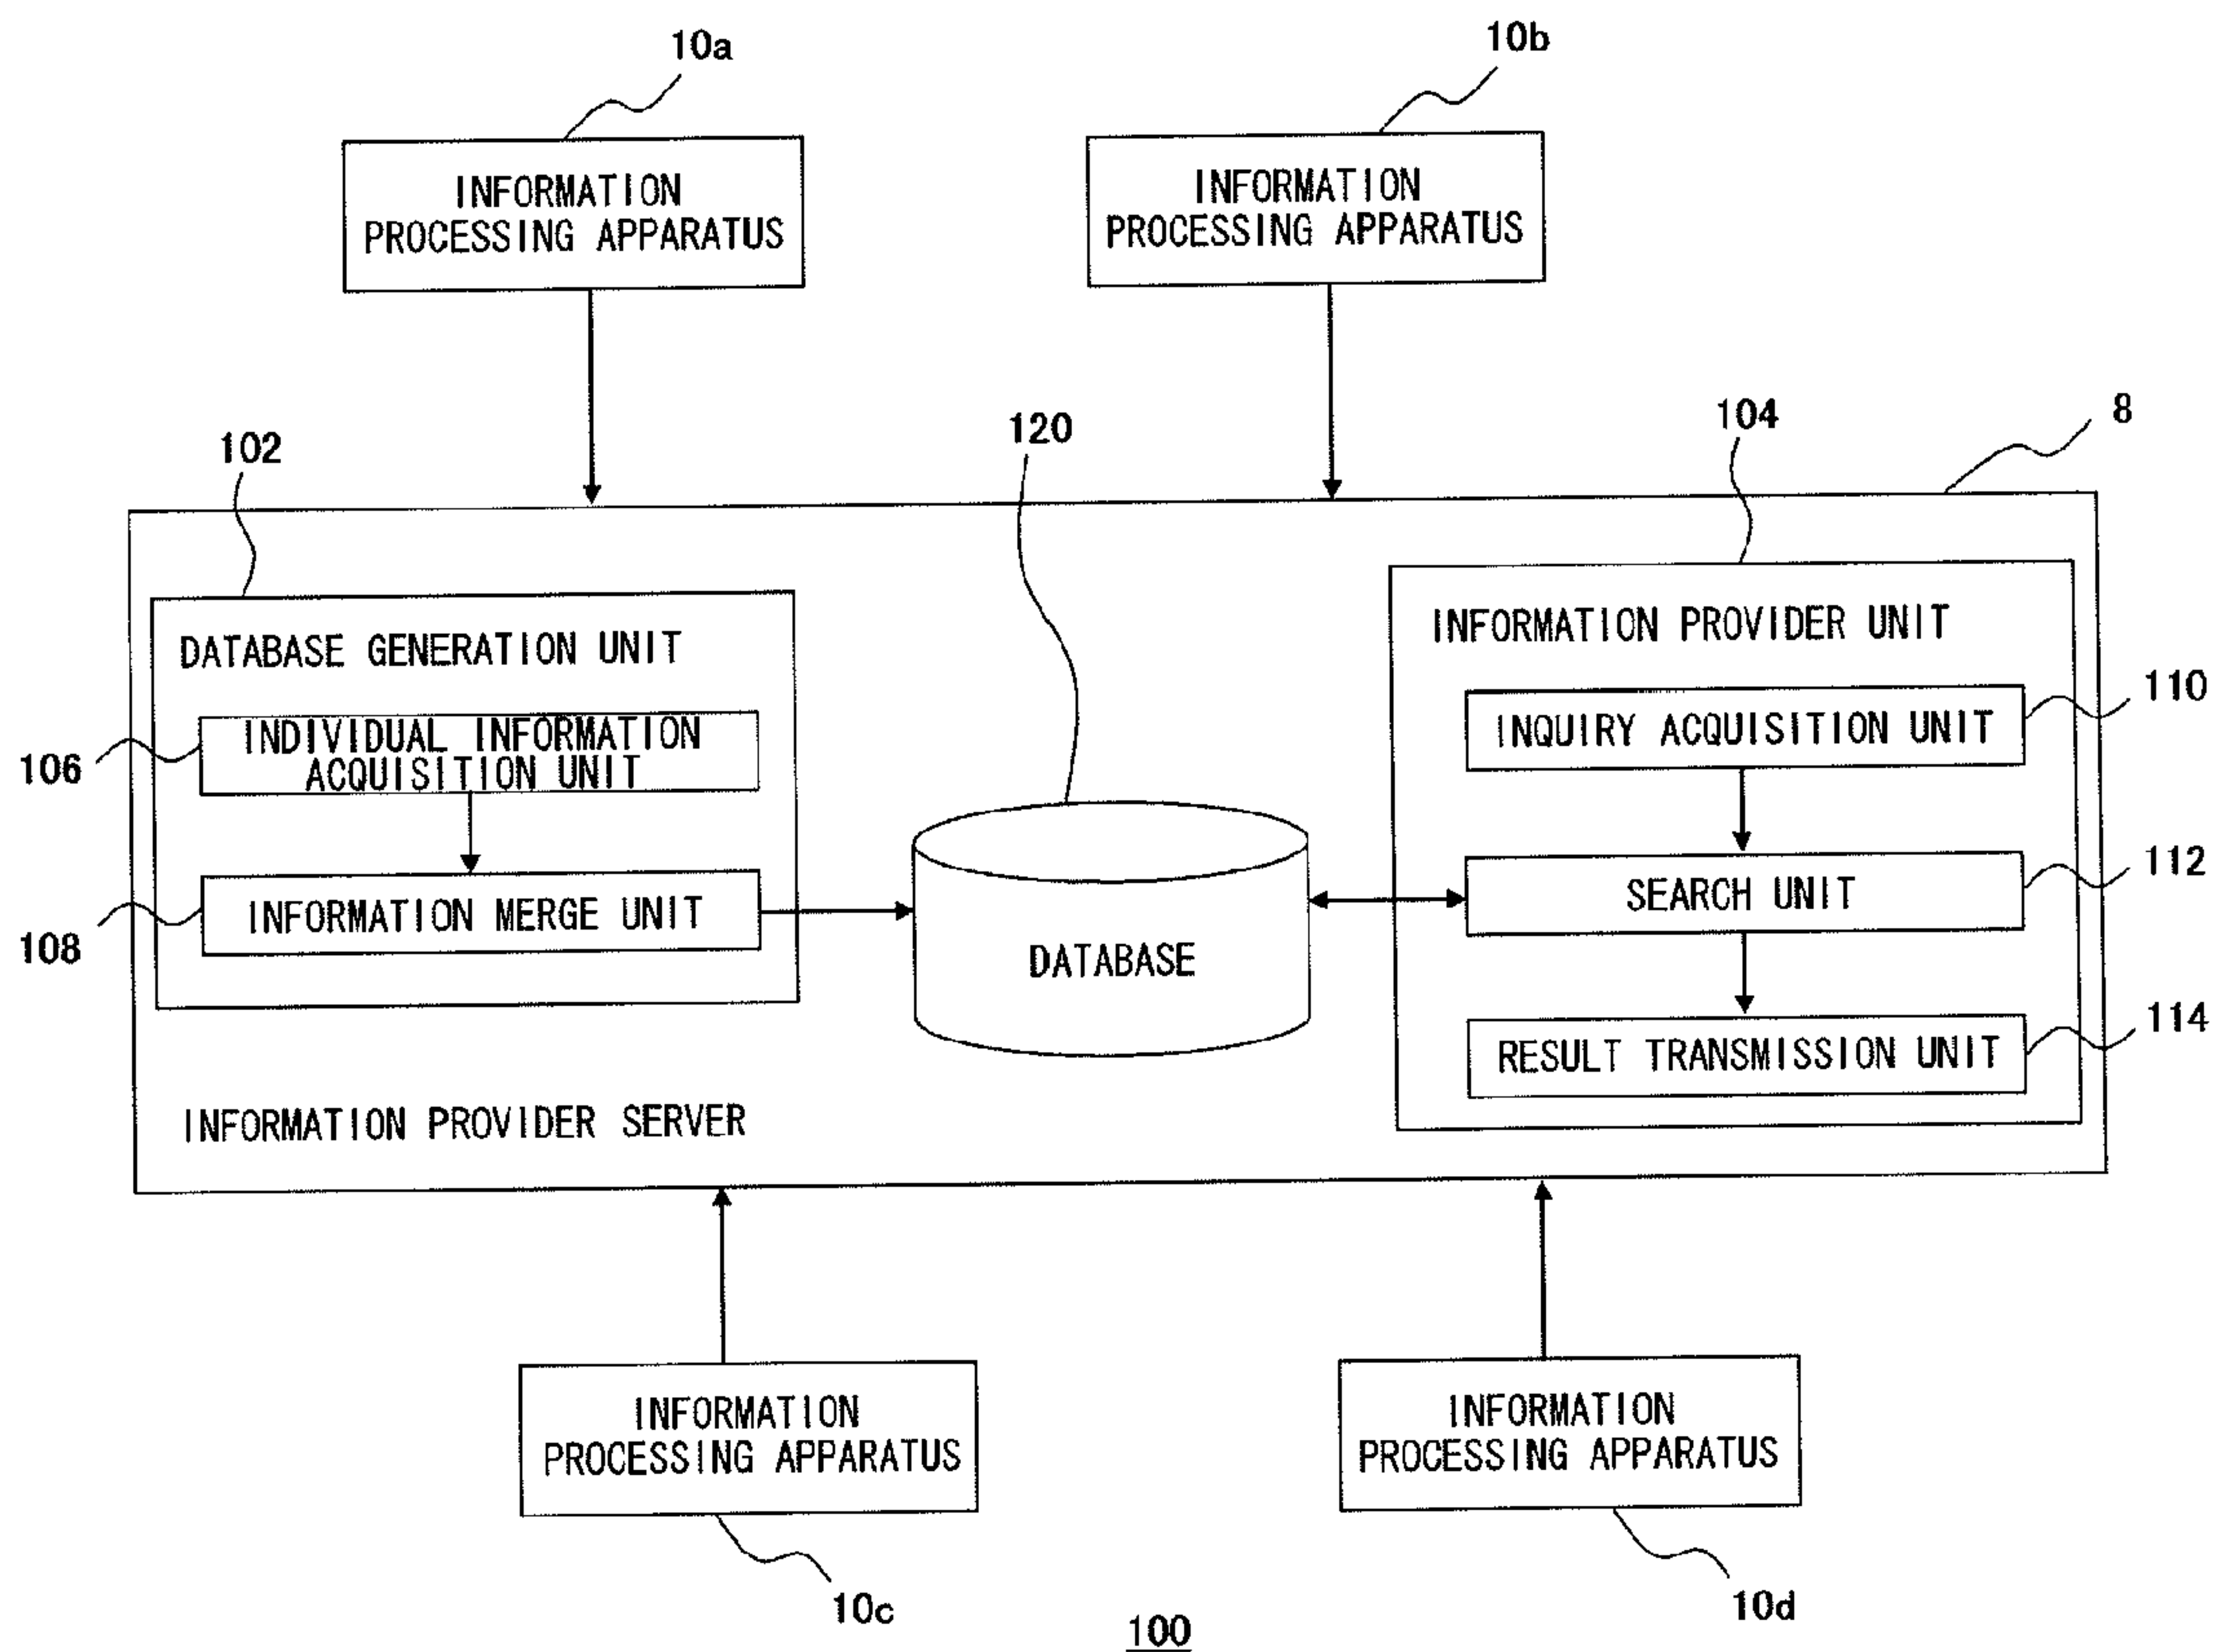 10a
10b
INFORMATION
PROCESSING APPARATUS
INFORMATION
PROCESSING APPARATUS
102
120
104
8
DATABASE GENERATION UNIT
INFORMATION PROVIDER UNIT
106
INDIVIDUAL INFORMATION
ACQUISITION UNIT
INQUIRY ACQUISITION UNIT
110
108
INFORMATION MERGE UNIT
DATABASE
SEARCH UNIT
112
RESULT TRANSMISSION UNIT
114
INFORMATION PROVIDER SERVER
INFORMATION
PROCESSING APPARATUS
INFORMATION
PROCESSING APPARATUS
10c
10d
100